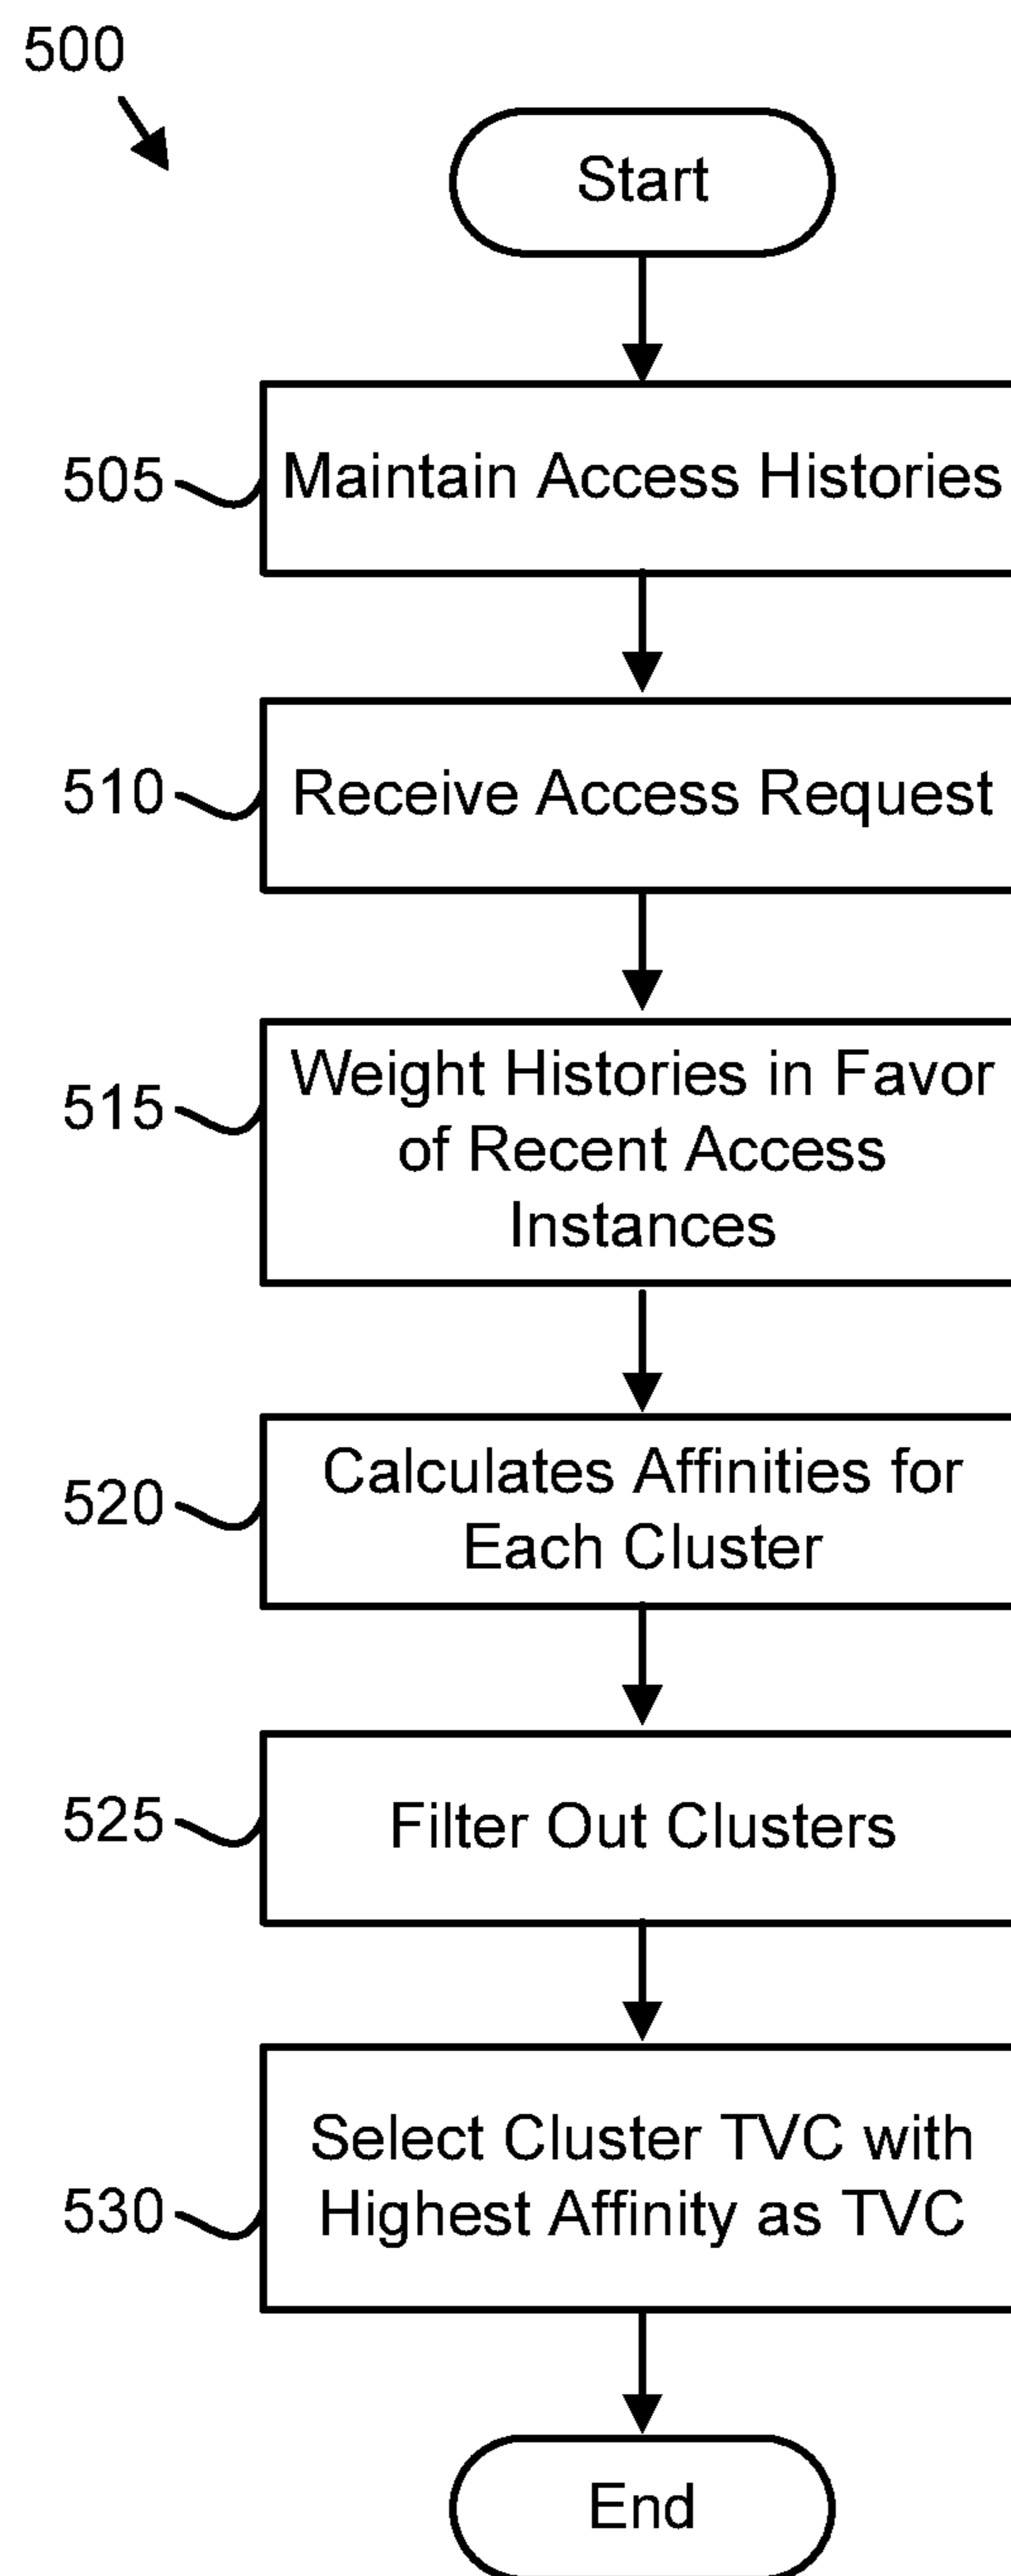 500
Start
505
Maintain Access Histories
510
Receive Access Request
515
Weight Histories in Favor
of Recent Access
Instances
520
Calculates Affinities for
Each Cluster
525
Filter Out Clusters
530
Select Cluster TVC with
Highest Affinity as TVC
End